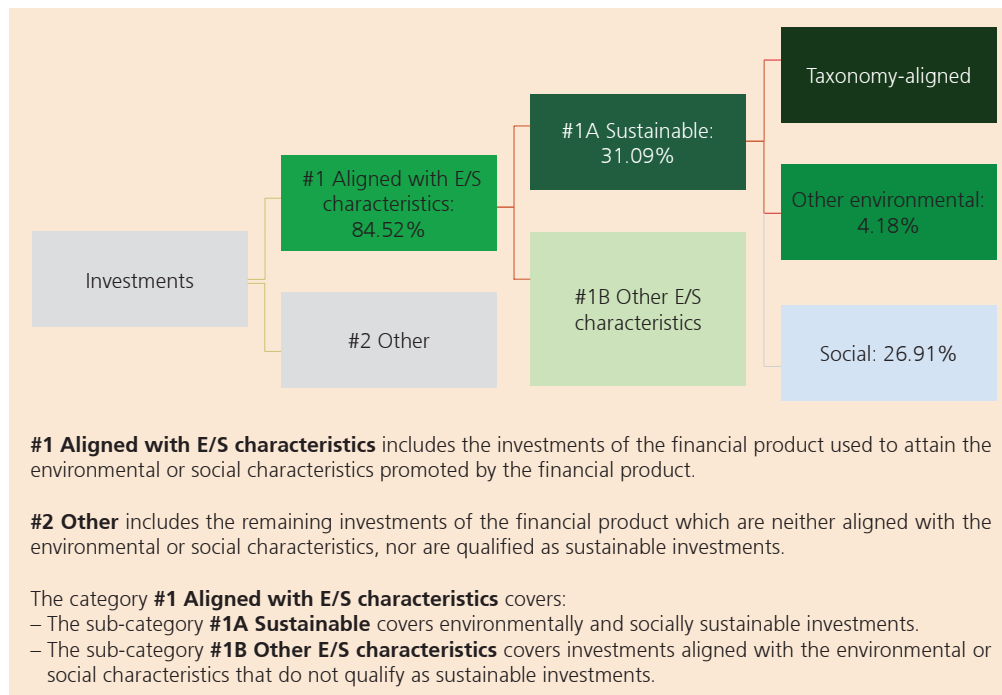 Taxonomy-aligned
#1A Sustainable:
31.09%
#1 Aligned with E/S
characteristics:
84.52%
Other environmental:
4.18%
Investments
#1B Other E/S
characteristics
#2 Other
Social: 26.91%
#1 Aligned with E/S characteristics includes the investments of the financial product used to attain the
environmental or social characteristics promoted by the financial product.
#2 Other includes the remaining investments of the financial product which are neither aligned with the
environmental or social characteristics, nor are qualified as sustainable investments.
The category #1 Aligned with E/S characteristics covers:
– The sub-category #1A Sustainable covers environmentally and socially sustainable investments.
– The sub-category #1B Other E/S characteristics covers investments aligned with the environmental or
social characteristics that do not qualify as sustainable investments.